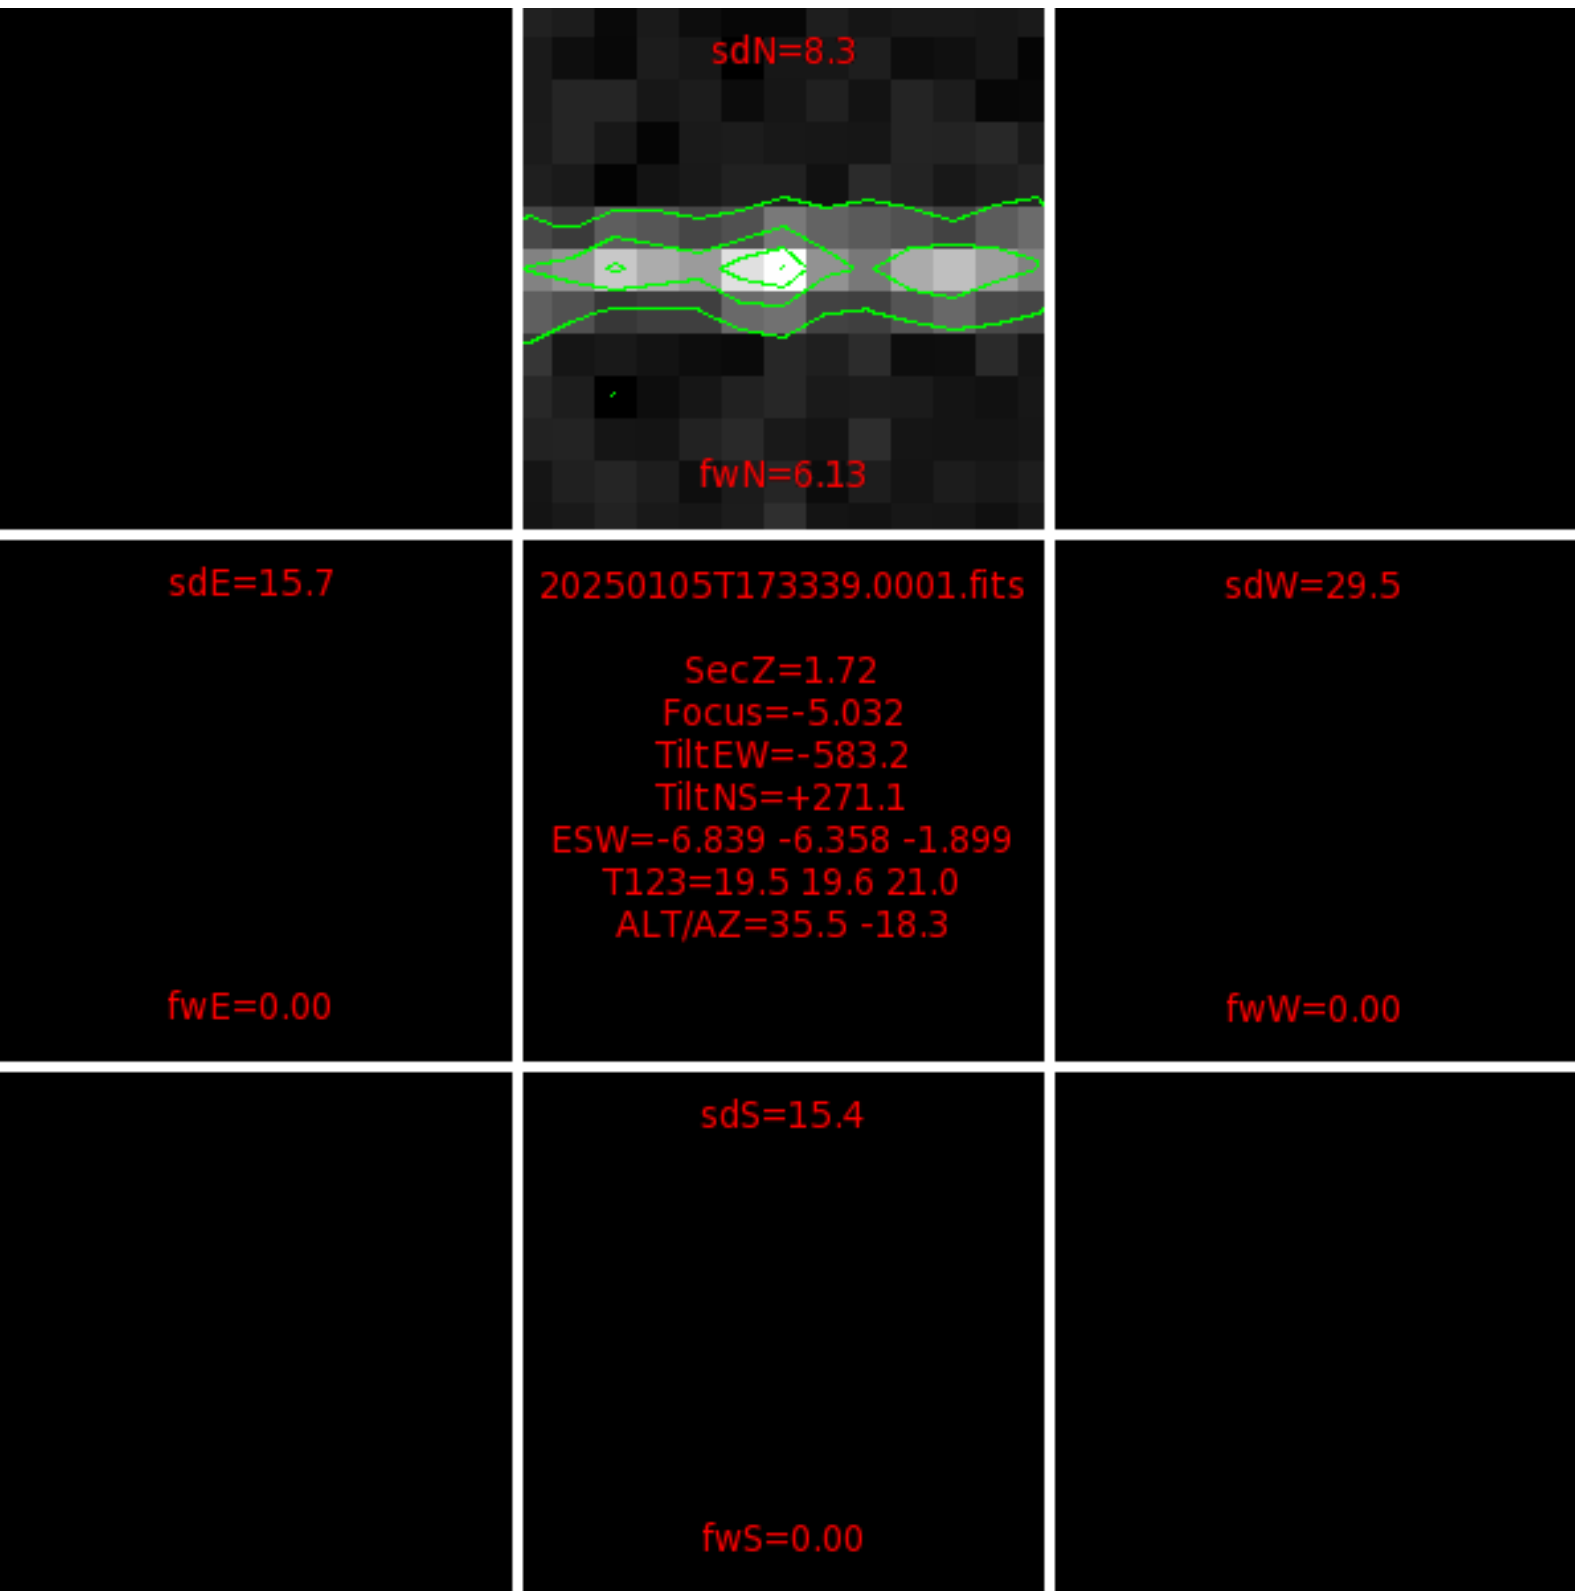 sdN=8.3
fwN=6.13
sdE=15.7
20250105T173339.0001.fits
sdW=29.5
SecZ=1.72
Focus=-5.032
TiltEW=-583.2
TiltNS=+271.1
ESW=-6.839 -6.358 -1.899
T123=19.5 19.6 21.0
ALT/AZ=35.5 -18.3
fwE=0.00
fwW=0.00
sdS=15.4
fwS=0.00